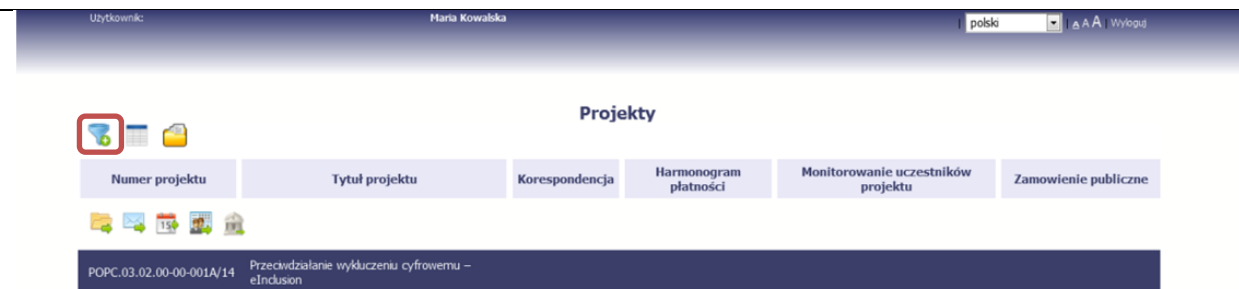 Użytkownik: Maria Kowalska | polski | A A A | Wyloguj
Projekty
Numer projektu Tytuł projektu Korespondencja Harmonogram płatności Monitorowanie uczestników projektu Zamowienie publiczne
15
POPC.03.02.00-00-001A/14 Przeciwdziałanie wykluczeniu cyfrowemu –
eInclusion